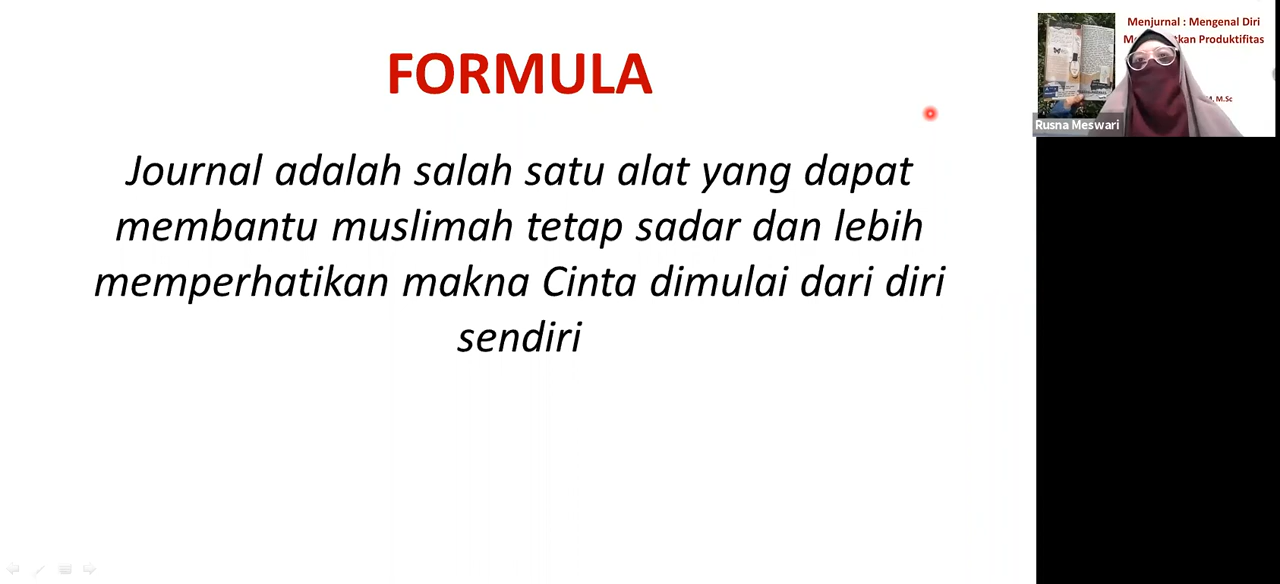 FORMULA
Journal adalah salah satu alat yang dapat
membantu muslimah tetap sadar dan lebih
memperhatikan makna Cinta dimulai dari diri
sendiri
Menjurnal : Mengenal Diri
Produktifitas
M.Sc
Rusna Meswari